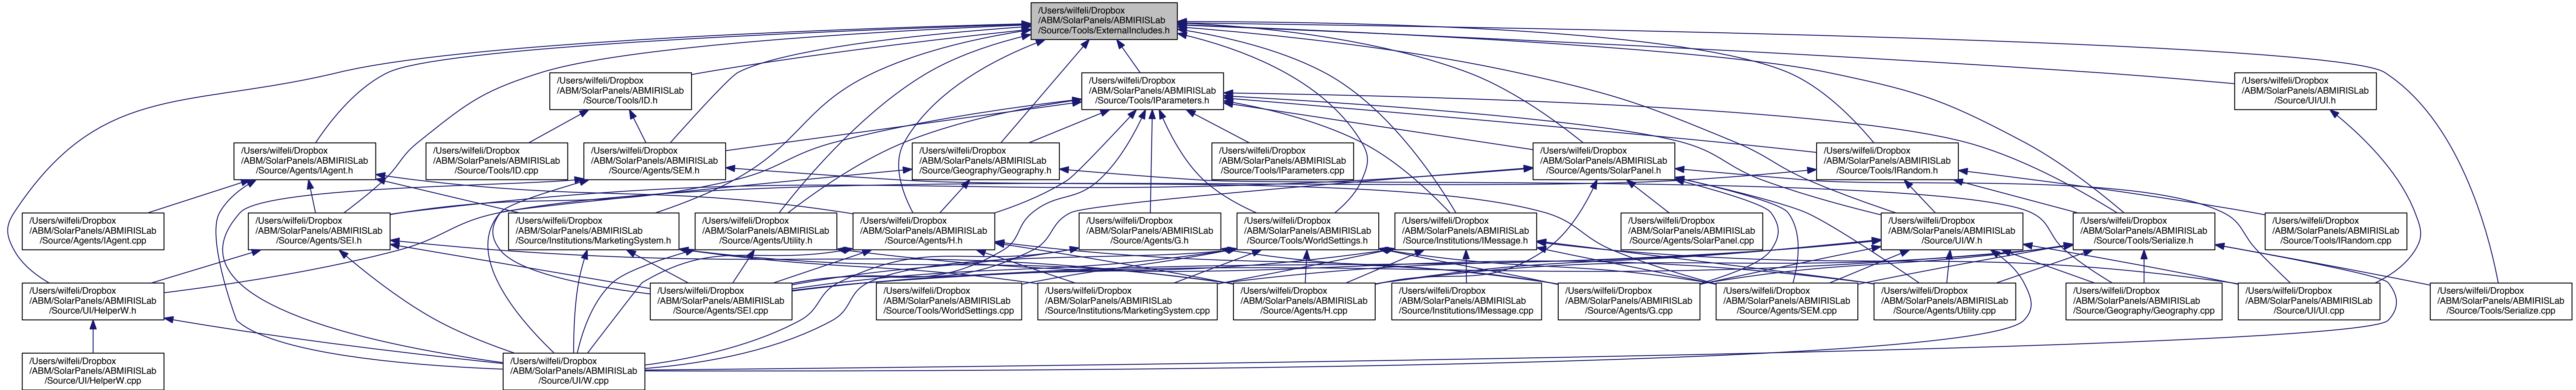 /Users/wilfeli/Dropbox
/ABM/SolarPanels/ABMIRISLab
/Source/Tools/ExternalIncludes.h
/Users/wilfeli/Dropbox
/ABM/SolarPanels/ABMIRISLab
/Source/Tools/ID.h
/Users/wilfeli/Dropbox
/ABM/SolarPanels/ABMIRISLab
/Source/Tools/IParameters.h
/Users/wilfeli/Dropbox
/ABM/SolarPanels/ABMIRISLab
/Source/UI/UI.h
/Users/wilfeli/Dropbox
/ABM/SolarPanels/ABMIRISLab
/Source/Agents/IAgent.h
/Users/wilfeli/Dropbox
/ABM/SolarPanels/ABMIRISLab
/Source/Tools/ID.cpp
/Users/wilfeli/Dropbox
/ABM/SolarPanels/ABMIRISLab
/Source/Agents/SEM.h
/Users/wilfeli/Dropbox
/ABM/SolarPanels/ABMIRISLab
/Source/Geography/Geography.h
/Users/wilfeli/Dropbox
/ABM/SolarPanels/ABMIRISLab
/Source/Tools/IParameters.cpp
/Users/wilfeli/Dropbox
/ABM/SolarPanels/ABMIRISLab
/Source/Agents/SolarPanel.h
/Users/wilfeli/Dropbox
/ABM/SolarPanels/ABMIRISLab
/Source/Tools/IRandom.h
/Users/wilfeli/Dropbox
/ABM/SolarPanels/ABMIRISLab
/Source/Agents/IAgent.cpp
/Users/wilfeli/Dropbox
/ABM/SolarPanels/ABMIRISLab
/Source/Agents/SEI.h
/Users/wilfeli/Dropbox
/ABM/SolarPanels/ABMIRISLab
/Source/Institutions/MarketingSystem.h
/Users/wilfeli/Dropbox
/ABM/SolarPanels/ABMIRISLab
/Source/Agents/Utility.h
/Users/wilfeli/Dropbox
/ABM/SolarPanels/ABMIRISLab
/Source/Agents/H.h
/Users/wilfeli/Dropbox
/ABM/SolarPanels/ABMIRISLab
/Source/Agents/G.h
/Users/wilfeli/Dropbox
/ABM/SolarPanels/ABMIRISLab
/Source/Tools/WorldSettings.h
/Users/wilfeli/Dropbox
/ABM/SolarPanels/ABMIRISLab
/Source/Institutions/IMessage.h
/Users/wilfeli/Dropbox
/ABM/SolarPanels/ABMIRISLab
/Source/Agents/SolarPanel.cpp
/Users/wilfeli/Dropbox
/ABM/SolarPanels/ABMIRISLab
/Source/UI/W.h
/Users/wilfeli/Dropbox
/ABM/SolarPanels/ABMIRISLab
/Source/Tools/Serialize.h
/Users/wilfeli/Dropbox
/ABM/SolarPanels/ABMIRISLab
/Source/Tools/IRandom.cpp
/Users/wilfeli/Dropbox
/ABM/SolarPanels/ABMIRISLab
/Source/UI/HelperW.h
/Users/wilfeli/Dropbox
/ABM/SolarPanels/ABMIRISLab
/Source/Agents/SEI.cpp
/Users/wilfeli/Dropbox
/ABM/SolarPanels/ABMIRISLab
/Source/Tools/WorldSettings.cpp
/Users/wilfeli/Dropbox
/ABM/SolarPanels/ABMIRISLab
/Source/Institutions/MarketingSystem.cpp
/Users/wilfeli/Dropbox
/ABM/SolarPanels/ABMIRISLab
/Source/Agents/H.cpp
/Users/wilfeli/Dropbox
/ABM/SolarPanels/ABMIRISLab
/Source/Institutions/IMessage.cpp
/Users/wilfeli/Dropbox
/ABM/SolarPanels/ABMIRISLab
/Source/Agents/G.cpp
/Users/wilfeli/Dropbox
/ABM/SolarPanels/ABMIRISLab
/Source/Agents/SEM.cpp
/Users/wilfeli/Dropbox
/ABM/SolarPanels/ABMIRISLab
/Source/Agents/Utility.cpp
/Users/wilfeli/Dropbox
/ABM/SolarPanels/ABMIRISLab
/Source/Geography/Geography.cpp
/Users/wilfeli/Dropbox
/ABM/SolarPanels/ABMIRISLab
/Source/UI/UI.cpp
/Users/wilfeli/Dropbox
/ABM/SolarPanels/ABMIRISLab
/Source/Tools/Serialize.cpp
/Users/wilfeli/Dropbox
/ABM/SolarPanels/ABMIRISLab
/Source/UI/HelperW.cpp
/Users/wilfeli/Dropbox
/ABM/SolarPanels/ABMIRISLab
/Source/UI/W.cpp